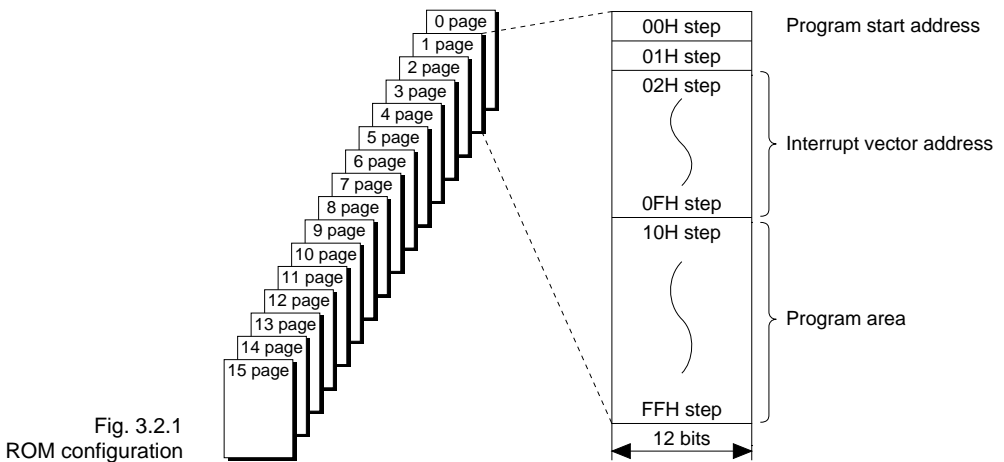 0 page
1 page
2 page
3 page
4 page
5 page
6 page
7 page
8 page
9 page
10 page
11 page
12 page
13 page
14 page
15 page
Fig. 3.2.1
ROM configuration
00H step
Program start address
01H step
02H step
Interrupt vector address
0FH step
10H step
Program area
FFH step
12 bits